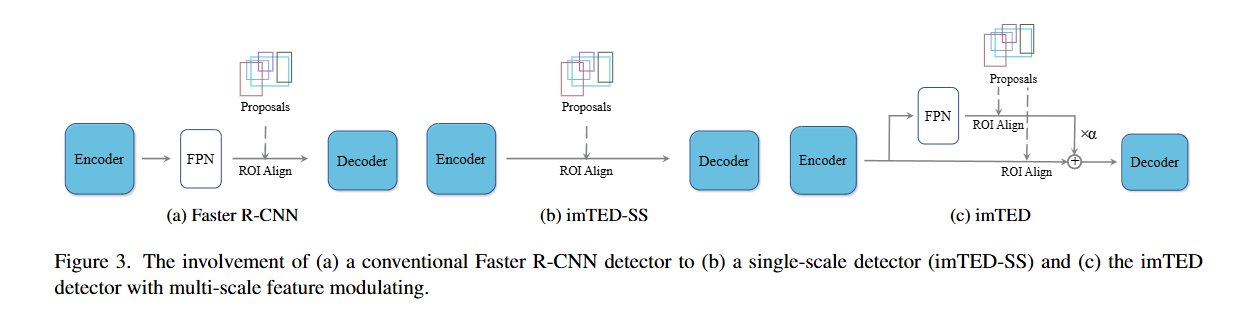 Proposals
Encoder
FPN
ROI Align
Decoder
(a) Faster R-CNN
Proposals
Encoder
ROI Align
Decoder
(b) imTED-SS
Proposals
FPN
ROI Align
×α
Encoder
+
ROI Align
Decoder
(c) imTED
Figure 3. The involvement of (a) a conventional Faster R-CNN detector to (b) a single-scale detector (imTED-SS) and (c) the imTED
detector with multi-scale feature modulating.